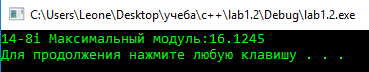 C:\Users\Leone\Desktop\учеба\c++\lab1.2\Debug\lab1.2.exe
14-8i Максимальный модуль:16.1245
Для продолжения нажмите любую клавишу . . .